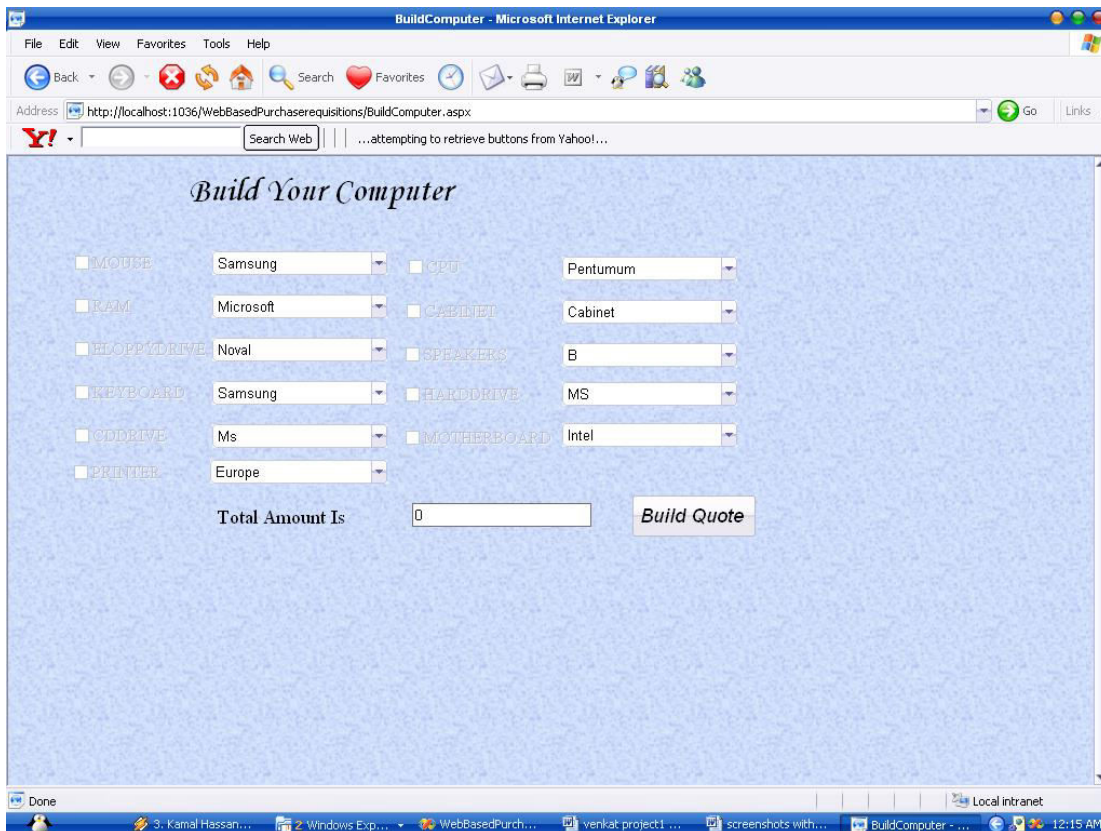 BuildComputer - Microsoft Internet Explorer
File Edit View Favorites Tools Help
Back Search Favorites
Address http://localhost:1036/WebBasedPurchaserequisitions/BuildComputer.aspx Go Links
Y! Search Web ...attempting to retrieve buttons from Yahoo!...
Build Your Computer
MOUSE Samsung CPU Pentumum
RAM Microsoft CABINET Cabinet
FLOPPYDRIVE Noval SPEAKERS B
KEYBOARD Samsung HARDDRIVE MS
CDDRIVE Ms MOTHERBOARD Intel
PRINTER Europe
Total Amount Is 0 Build Quote
Done Local intranet
3. Kamal Hassan... 2 Windows Exp... WebBasedPurch... venkat project1 ... screenshots with... BuildComputer - ... 12:15 AM